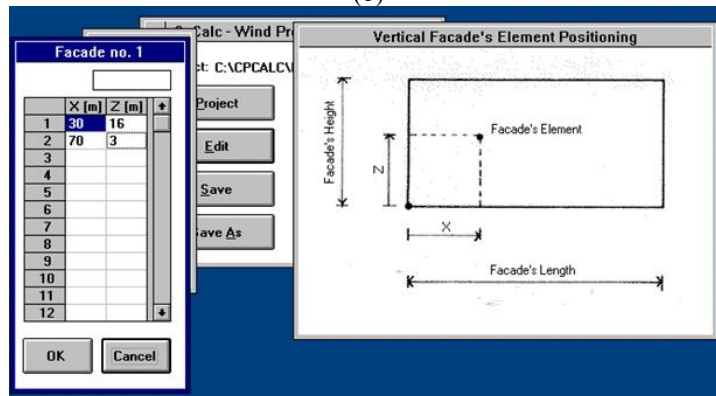 Calc - Wind Pr
Vertical Facade's Element Positioning
Facade no. 1
ct: C:\CPCALC\
X [m] Z [m]
1 30 16
2 70 3
3
4
5
6
7
8
9
10
11
12
OK Cancel
Project
Edit
Save
ave As
Facade's Height
Z
Facade's Element
X
Facade's Length